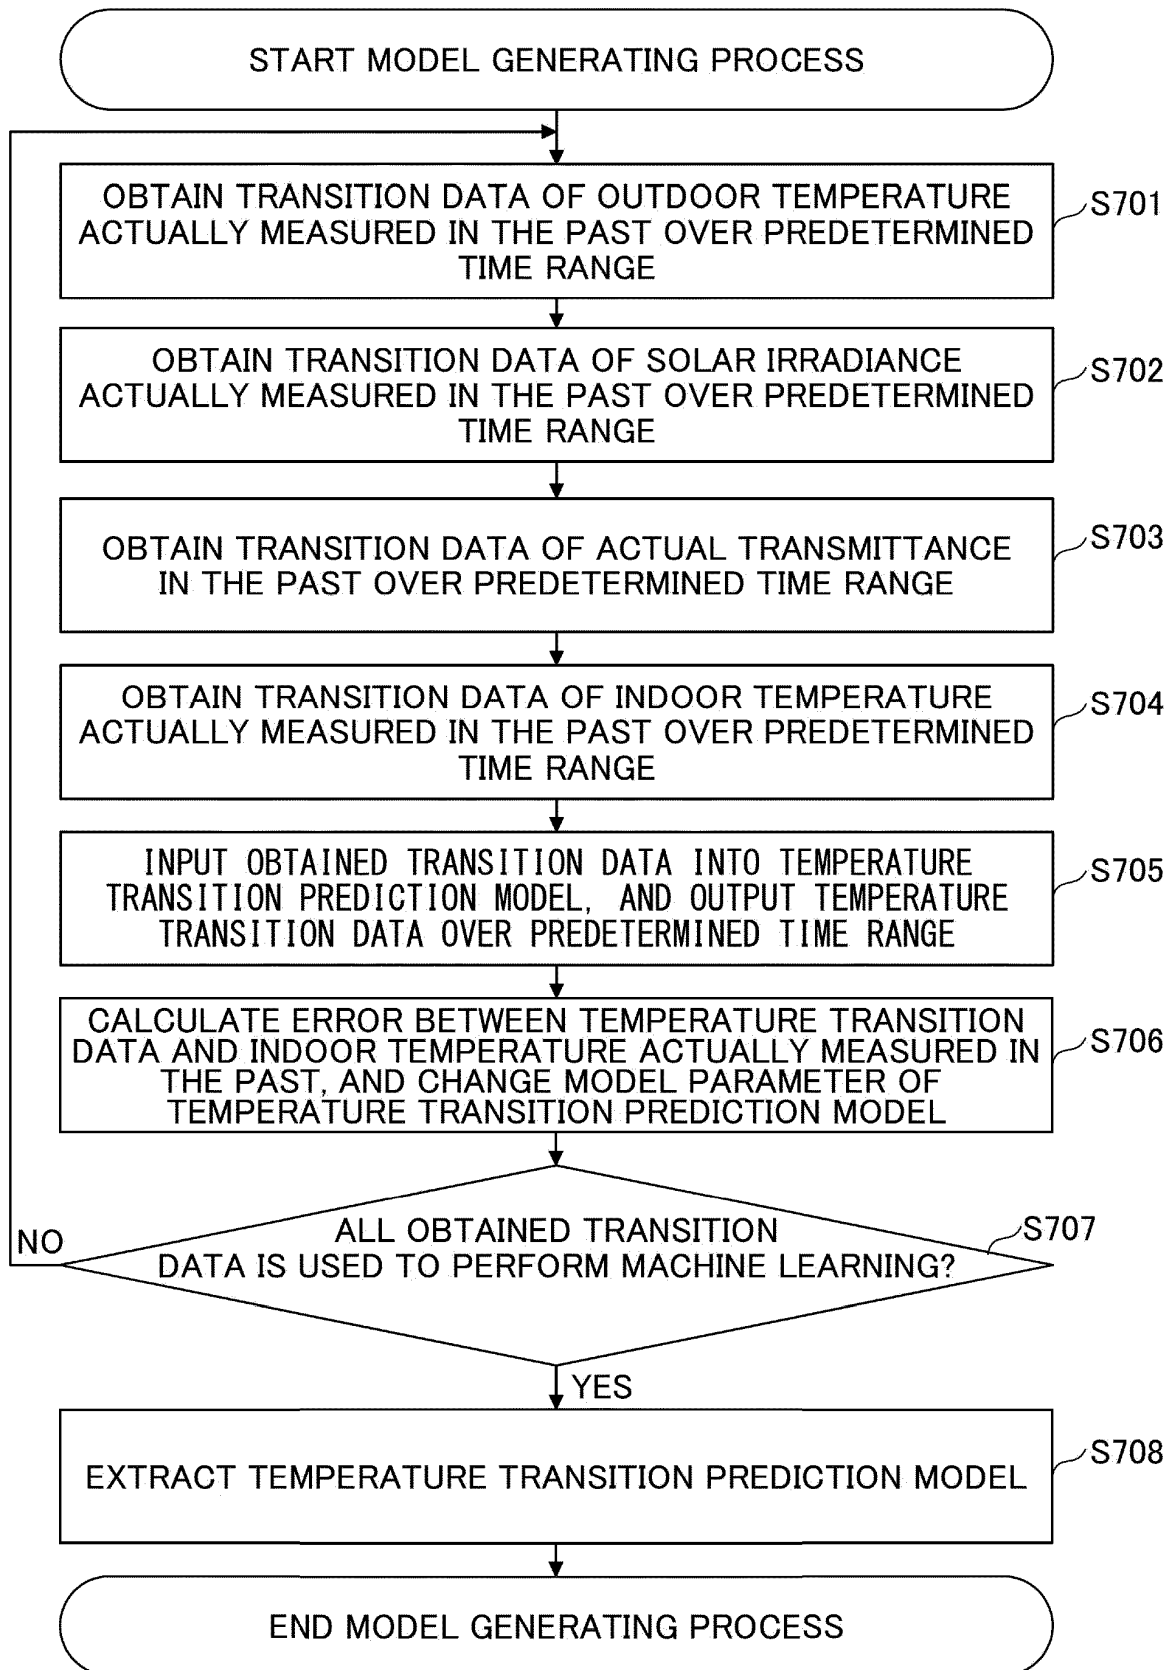 START MODEL GENERATING PROCESS
OBTAIN TRANSITION DATA OF OUTDOOR TEMPERATURE
ACTUALLY MEASURED IN THE PAST OVER PREDETERMINED
TIME RANGE
S701
OBTAIN TRANSITION DATA OF SOLAR IRRADIANCE
ACTUALLY MEASURED IN THE PAST OVER PREDETERMINED
TIME RANGE
S702
OBTAIN TRANSITION DATA OF ACTUAL TRANSMITTANCE
IN THE PAST OVER PREDETERMINED TIME RANGE
S703
OBTAIN TRANSITION DATA OF INDOOR TEMPERATURE
ACTUALLY MEASURED IN THE PAST OVER PREDETERMINED
TIME RANGE
S704
INPUT OBTAINED TRANSITION DATA INTO TEMPERATURE
TRANSITION PREDICTION MODEL, AND OUTPUT TEMPERATURE
TRANSITION DATA OVER PREDETERMINED TIME RANGE
S705
CALCULATE ERROR BETWEEN TEMPERATURE TRANSITION
DATA AND INDOOR TEMPERATURE ACTUALLY MEASURED IN
THE PAST, AND CHANGE MODEL PARAMETER OF
TEMPERATURE TRANSITION PREDICTION MODEL
S706
ALL OBTAINED TRANSITION
DATA IS USED TO PERFORM MACHINE LEARNING?
S707
NO
YES
EXTRACT TEMPERATURE TRANSITION PREDICTION MODEL
S708
END MODEL GENERATING PROCESS